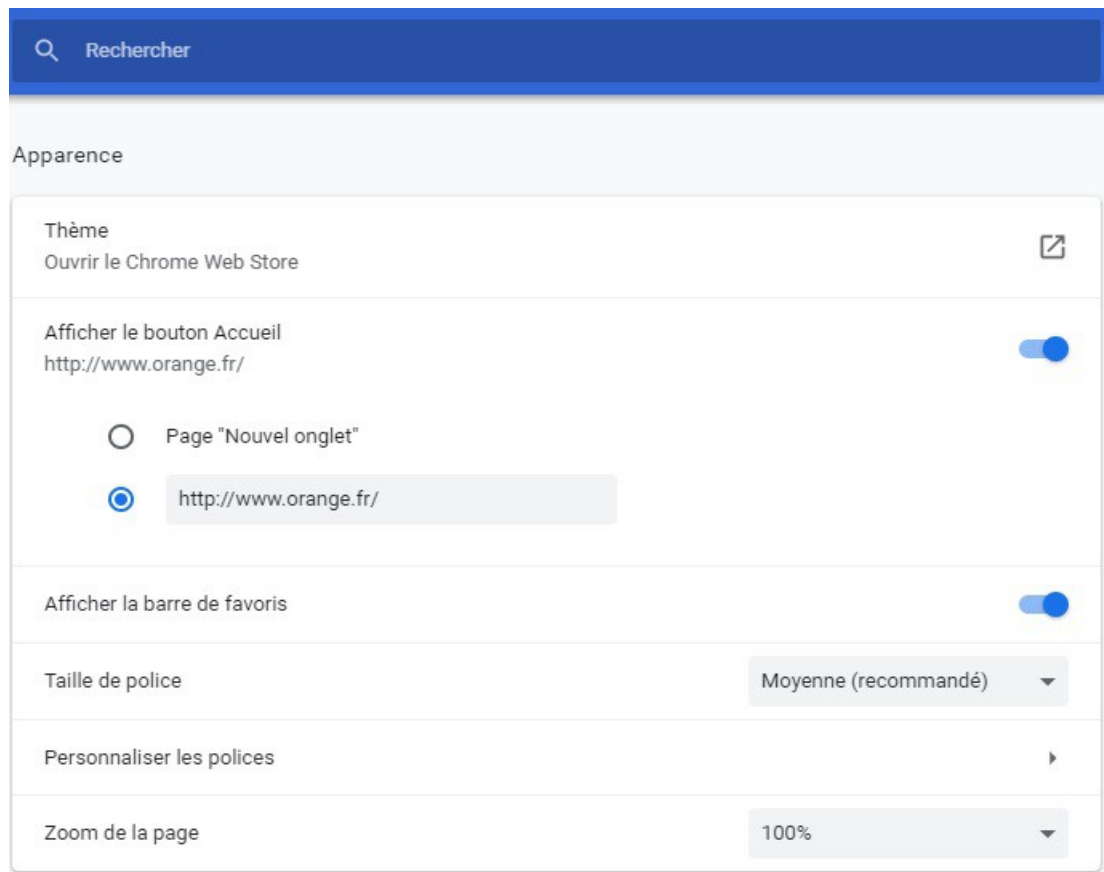 Rechercher
Apparence
Thème
Ouvrir le Chrome Web Store
Afficher le bouton Accueil
http://www.orange.fr/
Page "Nouvel onglet"
http://www.orange.fr/
Afficher la barre de favoris
Taille de police
Moyenne (recommandé)
Personnaliser les polices
Zoom de la page
100%